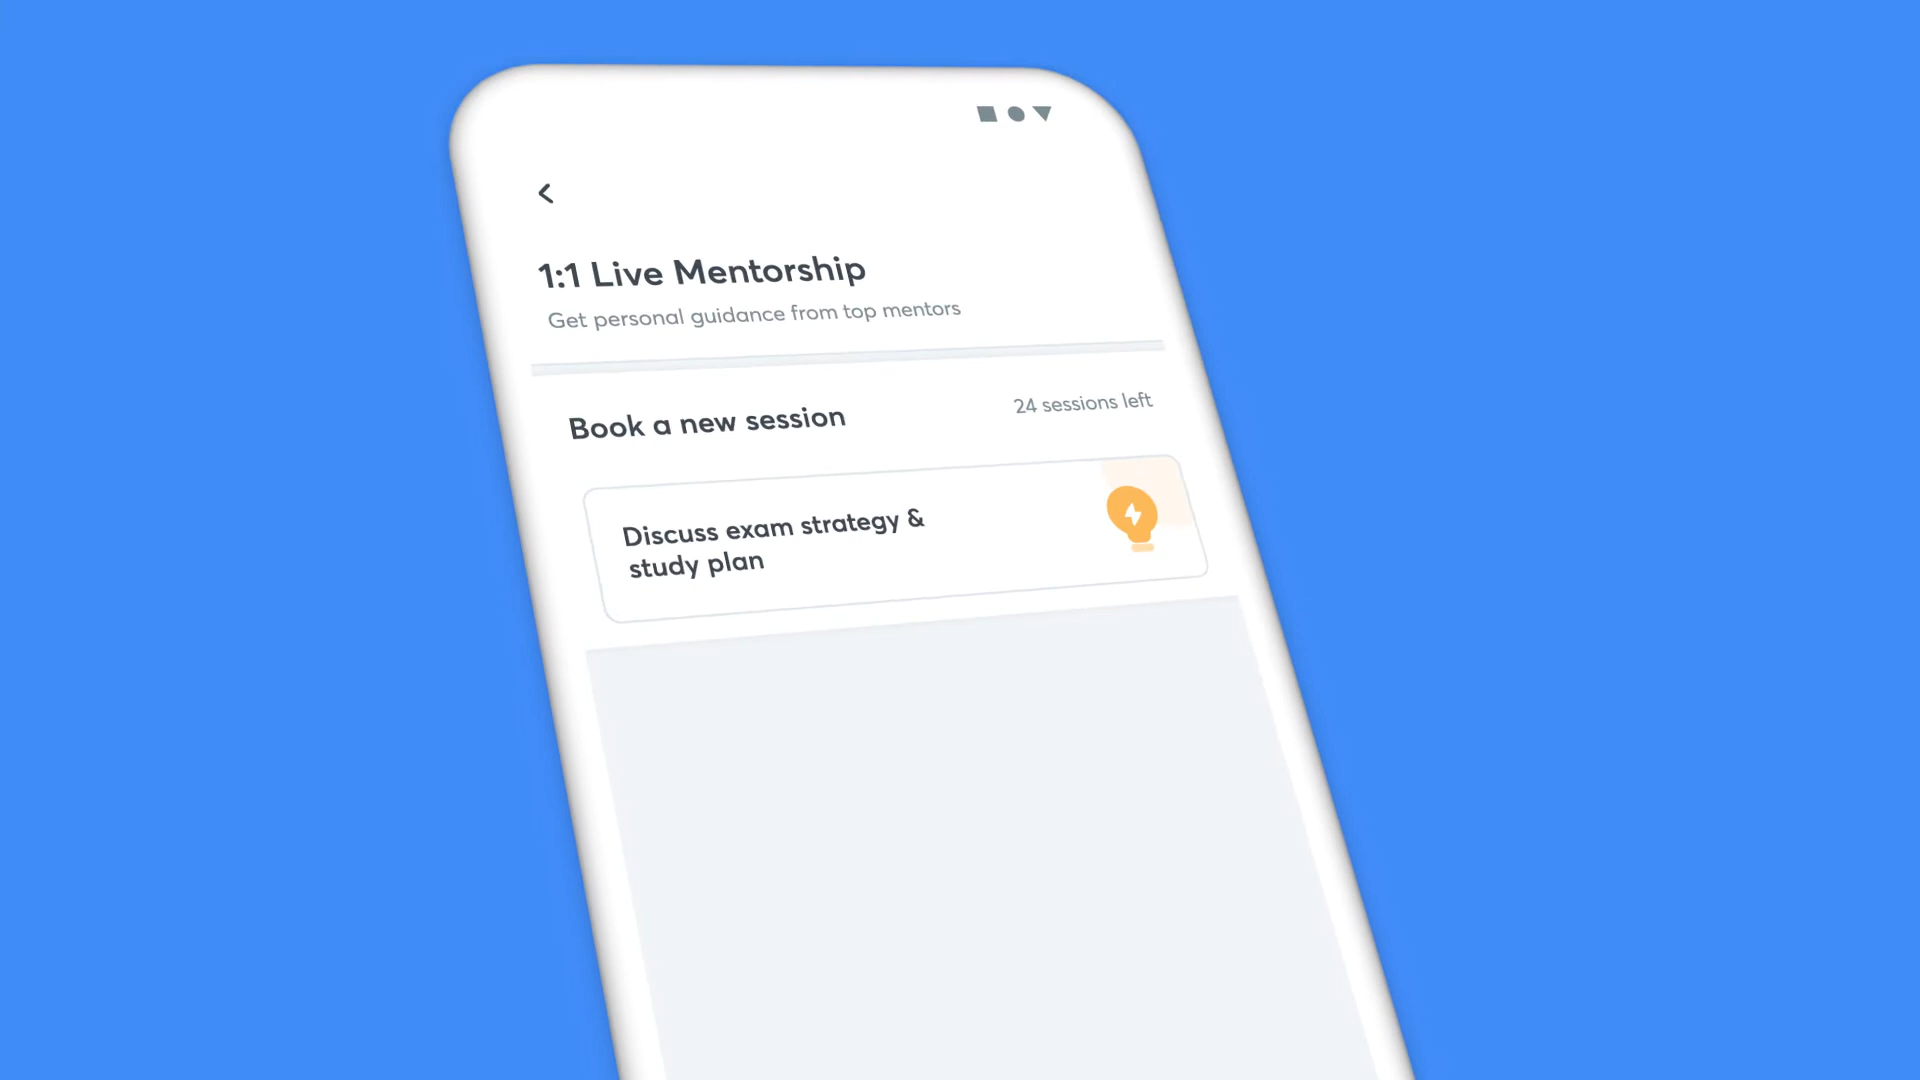 1:1 Live Mentorship
Get personal guidance from top mentors
Book a new session
24 sessions left
Discuss exam strategy &
study plan